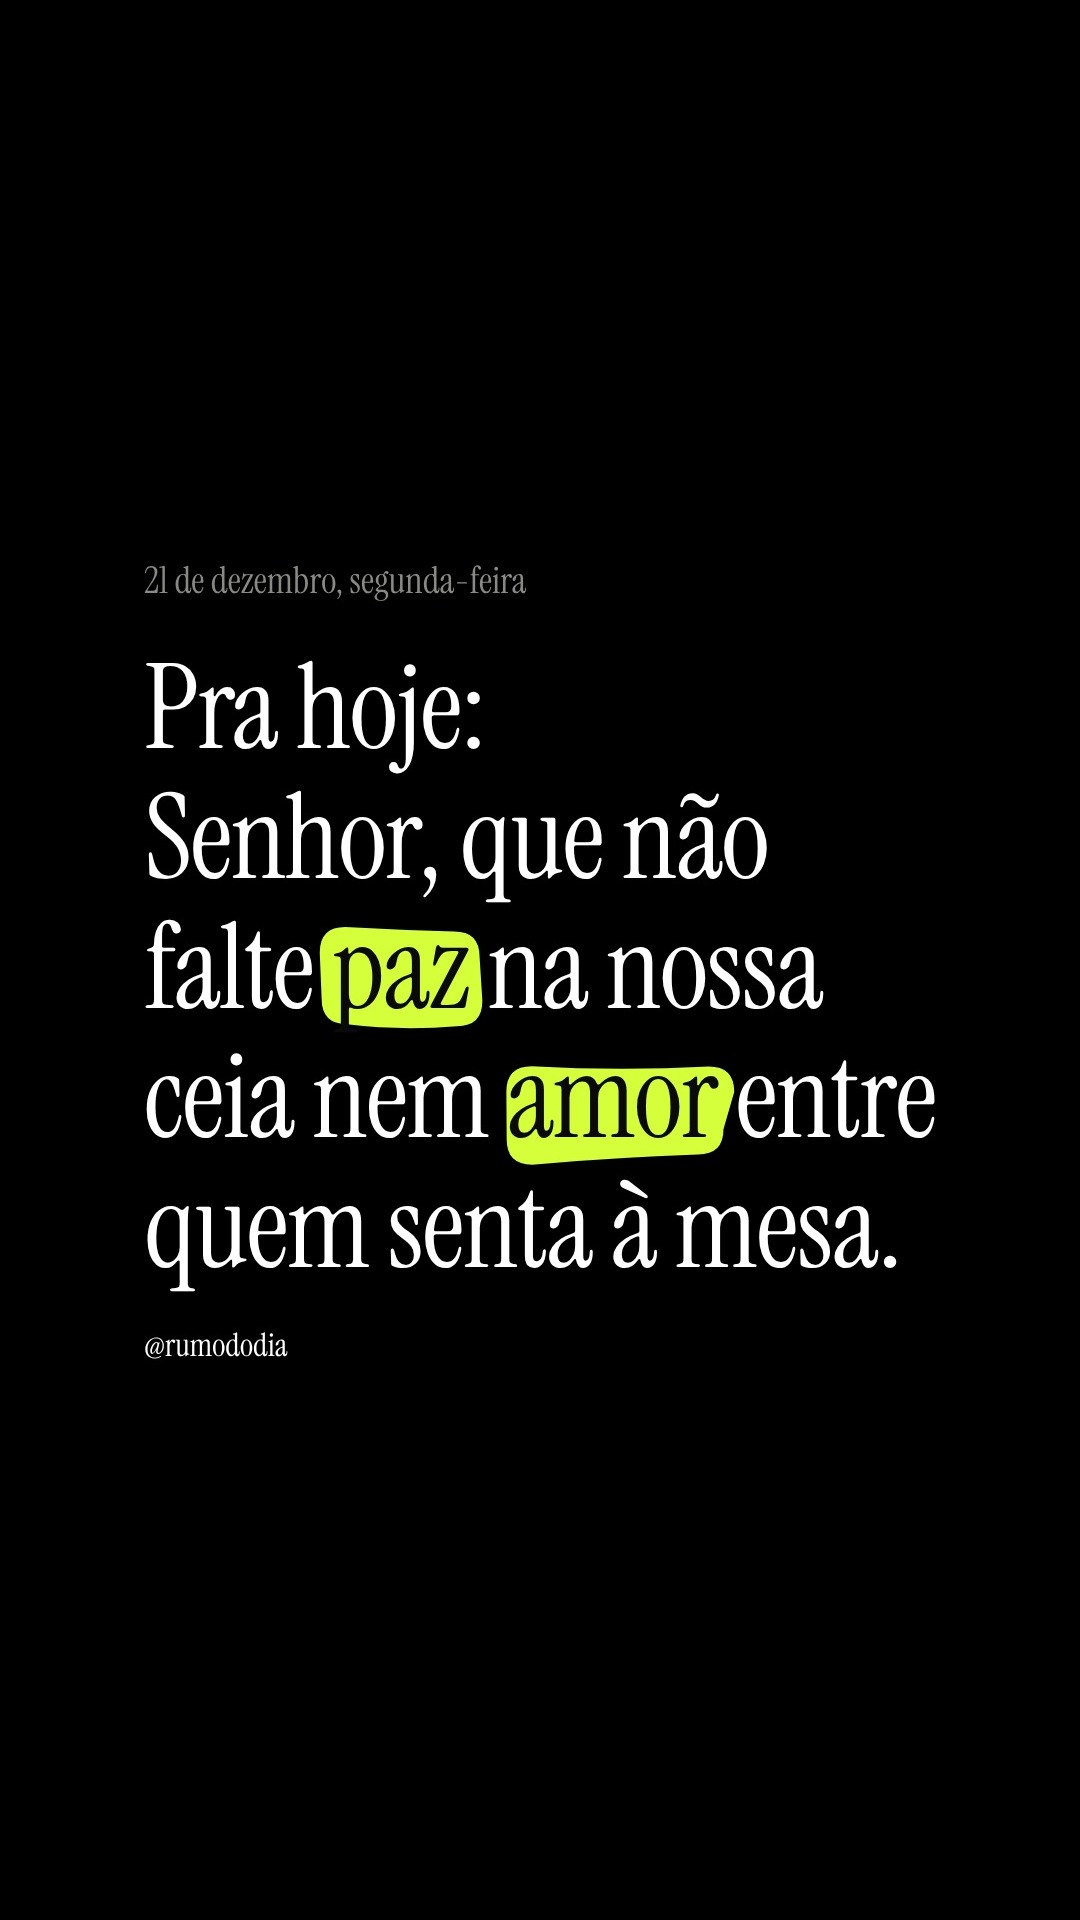 21 de dezembro, segunda-feira
Pra hoje:
Senhor, que não
falte paz na nossa
ceia nem amor entre
quem senta à mesa.
@rumododia